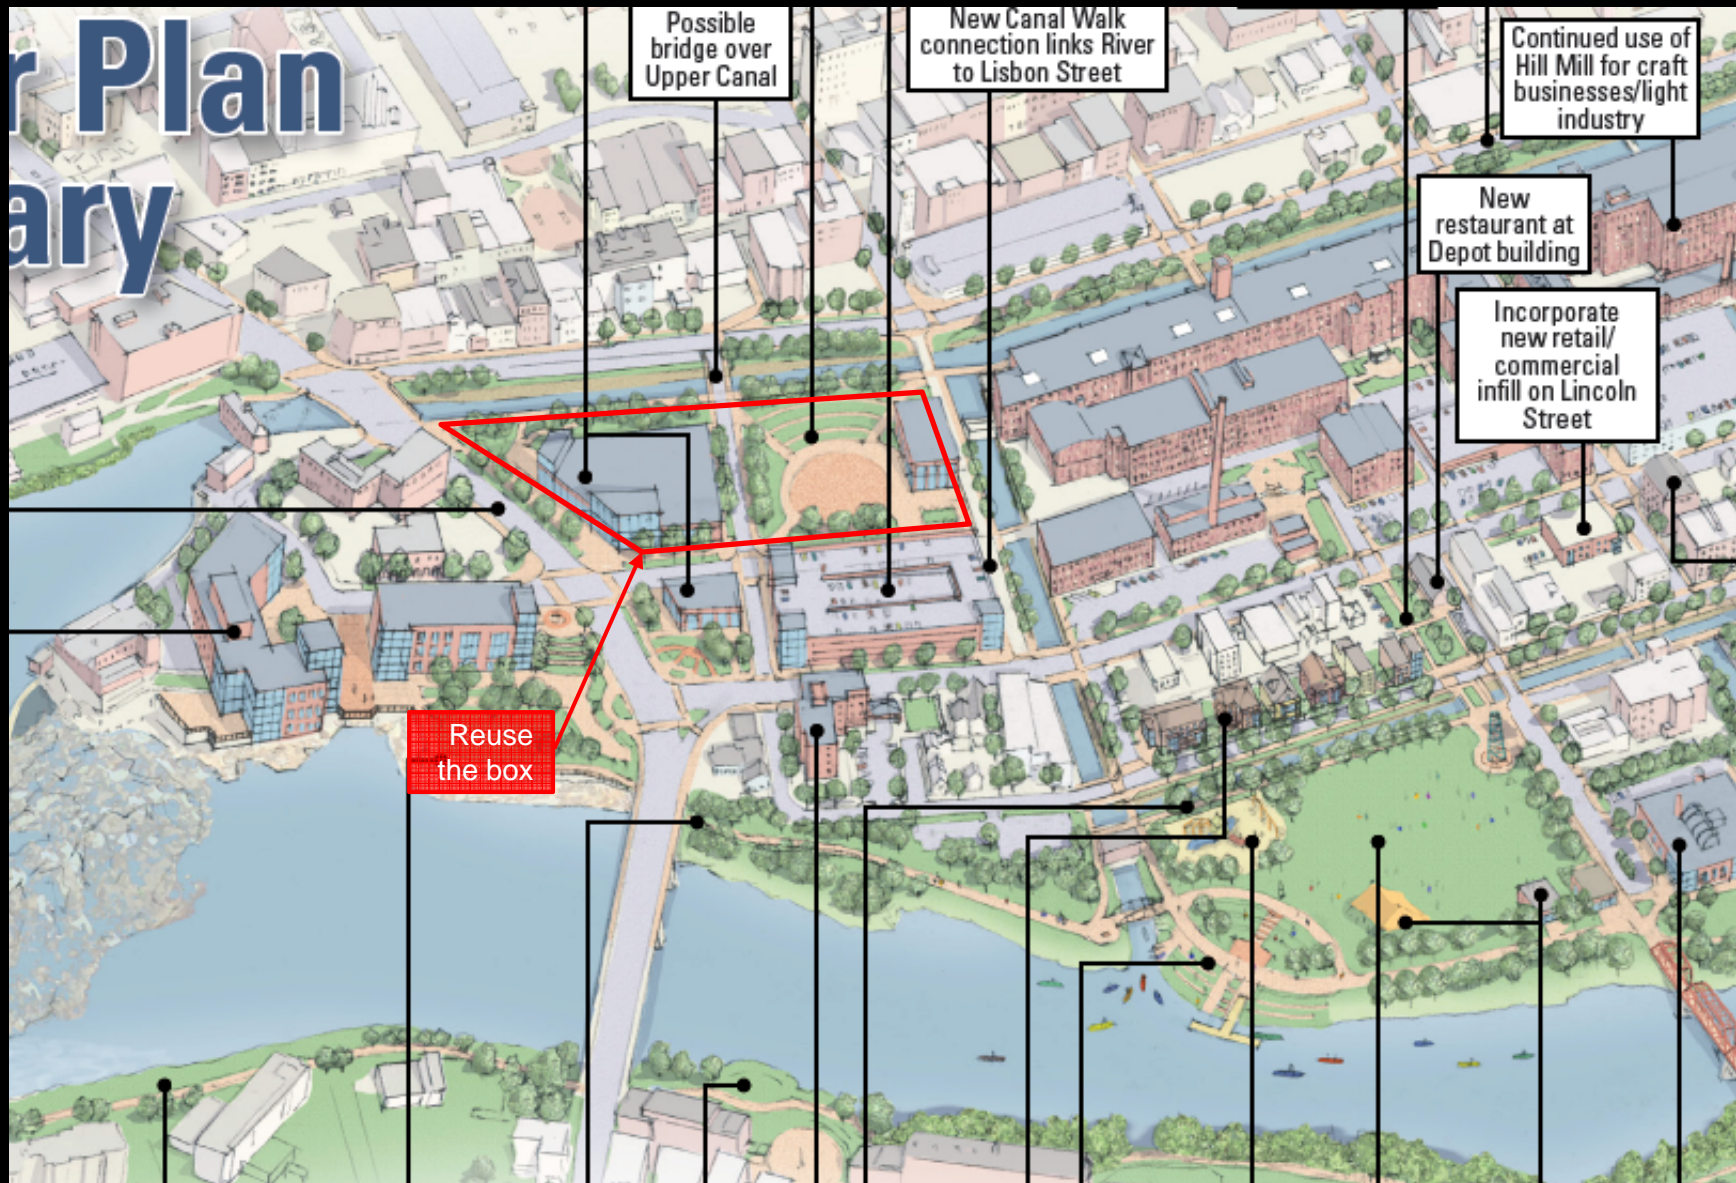 r Plan
ary
Possible
bridge over
Upper Canal
New Canal Walk
connection links River
to Lisbon Street
Continued use of
Hill Mill for craft
businesses/light
industry
New
restaurant at
Depot building
Incorporate
new retail/
commercial
infill on Lincoln
Street
Reuse
the box